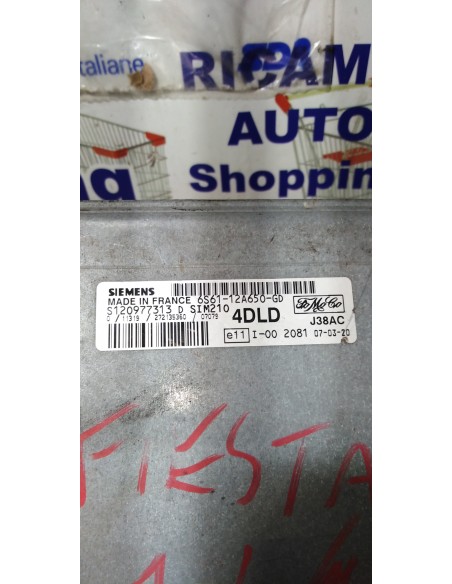 italiane
RICAM
AUTO
Shoppin
SIEMENS
MADE IN FRANCE 6S61-12A650-GD
S120977313 D SIM210
4DLD
FoMoCo
J38AC
e11 I-00 2081 07-03-20
FIESTA